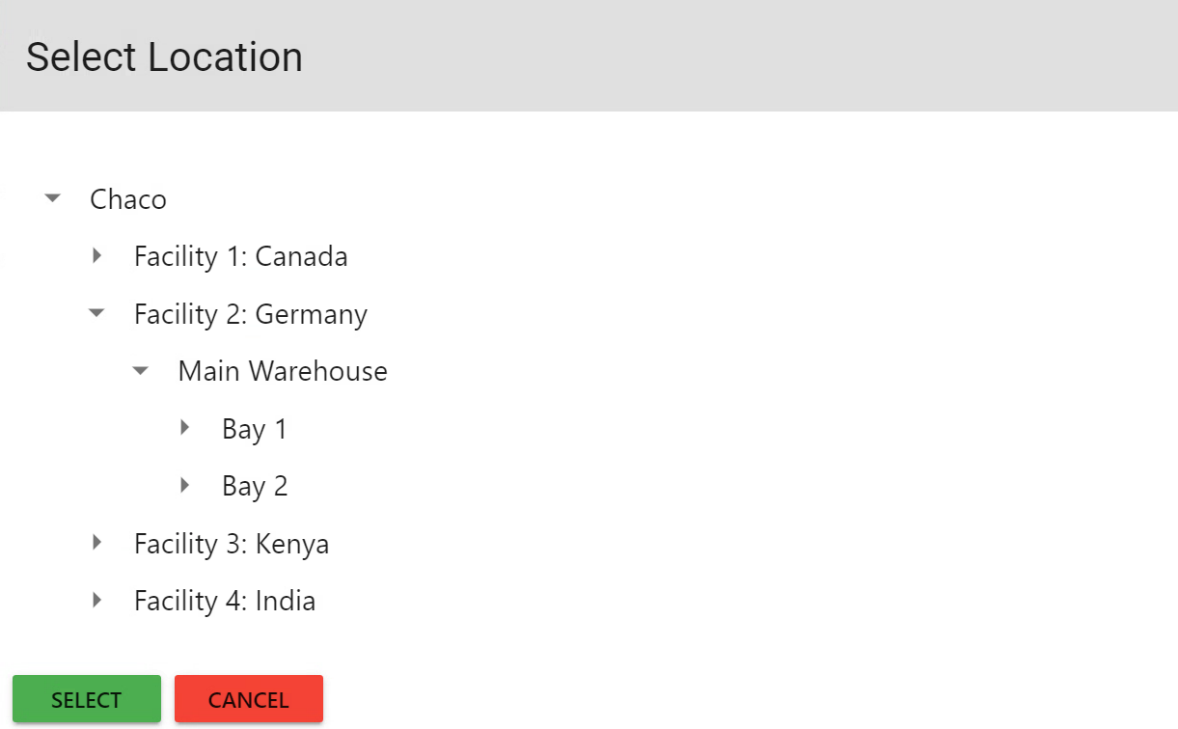 Select Location
Chaco
Facility 1: Canada
Facility 2: Germany
Main Warehouse
Bay 1
Bay 2
Facility 3: Kenya
Facility 4: India
SELECT CANCEL